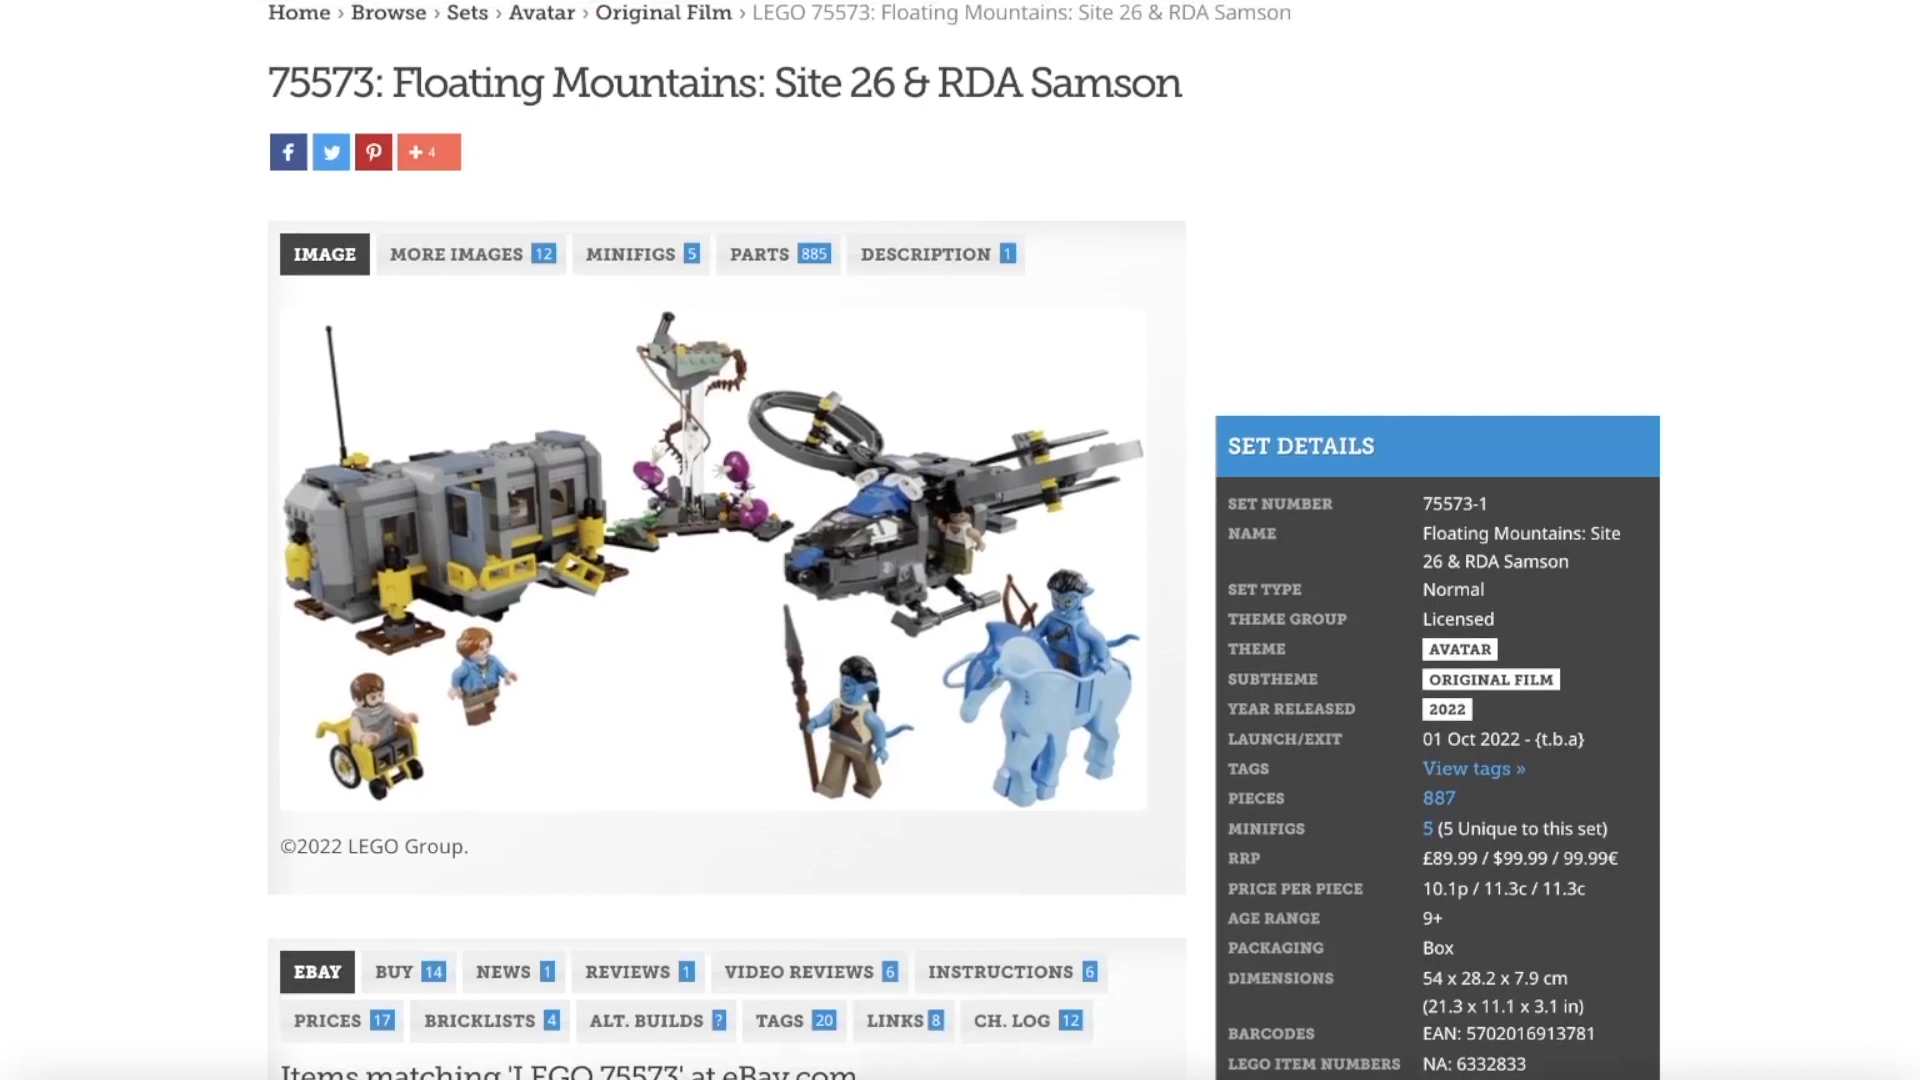 Home › Browse › Sets › Avatar › Original Film › LEGO 75573: Floating Mountains: Site 26 & RDA Samson
75573: Floating Mountains: Site 26 & RDA Samson
f
+ 4
IMAGE MORE IMAGES 12 MINIFIGS 5 PARTS 885 DESCRIPTION 1
©2022 LEGO Group.
EBAY BUY 14 NEWS 1 REVIEWS 1 VIDEO REVIEWS 6 INSTRUCTIONS 6
PRICES 17 BRICKLISTS 4 ALT. BUILDS ? TAGS 20 LINKS 8 CH. LOG 12
Items matching 'LEGO 75573' at eBay.com
SET DETAILS
SET NUMBER 75573-1
NAME Floating Mountains: Site
26 & RDA Samson
SET TYPE Normal
THEME GROUP Licensed
THEME AVATAR
SUBTHEME ORIGINAL FILM
YEAR RELEASED 2022
LAUNCH/EXIT 01 Oct 2022 - {t.b.a}
TAGS View tags »
PIECES 887
MINIFIGS 5 (5 Unique to this set)
RRP £89.99 / $99.99 / 99.99€
PRICE PER PIECE 10.1p / 11.3c / 11.3c
AGE RANGE 9+
PACKAGING Box
DIMENSIONS 54 x 28.2 x 7.9 cm
(21.3 x 11.1 x 3.1 in)
BARCODES EAN: 5702016913781
LEGO ITEM NUMBERS NA: 6332833